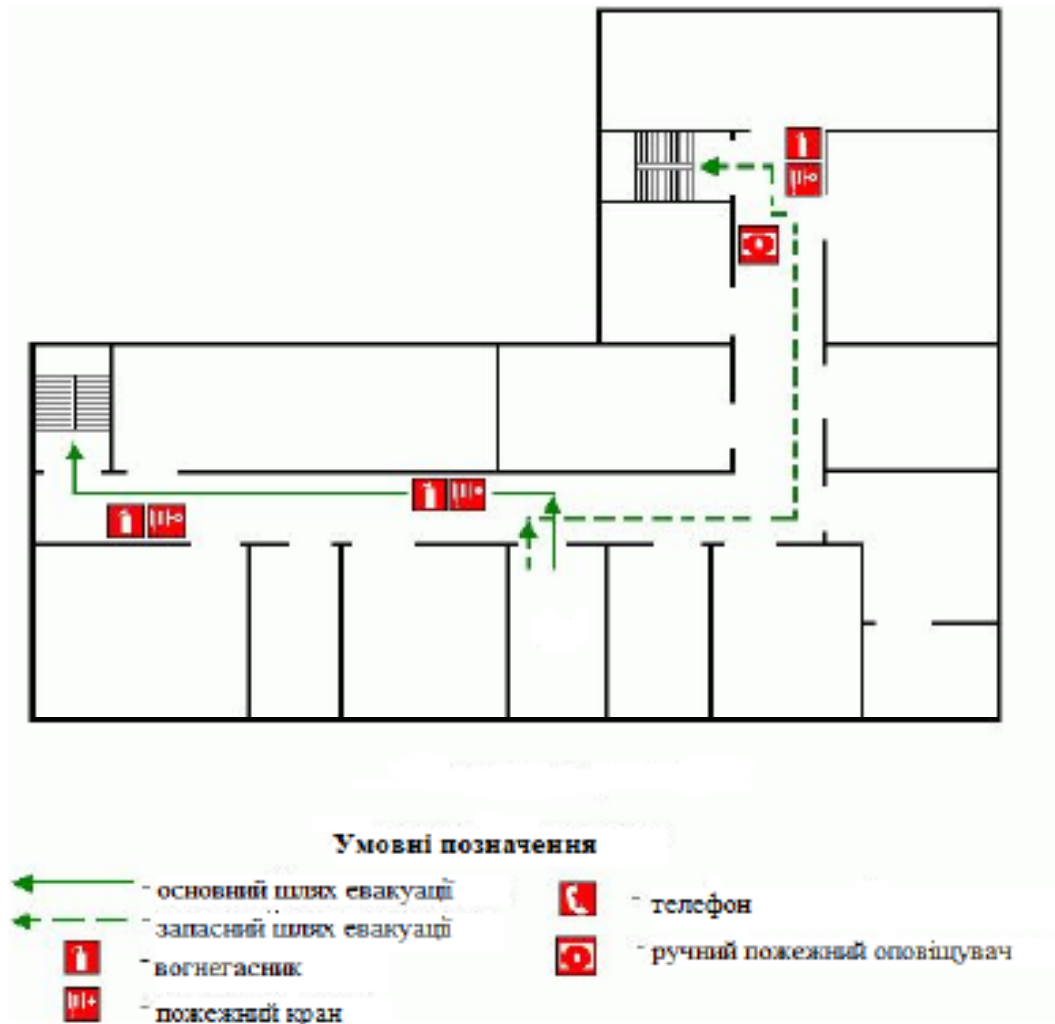 Умовні позначення
- основний шлях евакуації
- запасний шлях евакуації
- вогнегасник
- пожежний кран
- телефон
- ручний пожежний оповіщувач